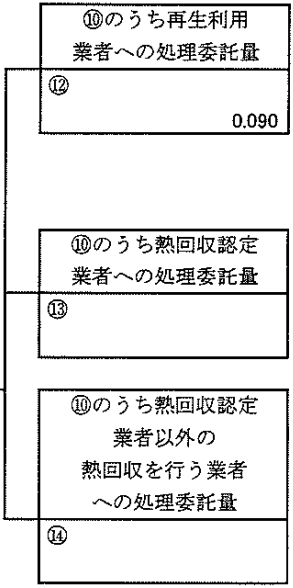 ⑩のうち再生利用
業者への処理委託量
⑫
0.090
⑩のうち熱回収認定
業者への処理委託量
⑬
⑩のうち熱回収認定
業者以外の
熱回収を行う業者
への処理委託量
⑭